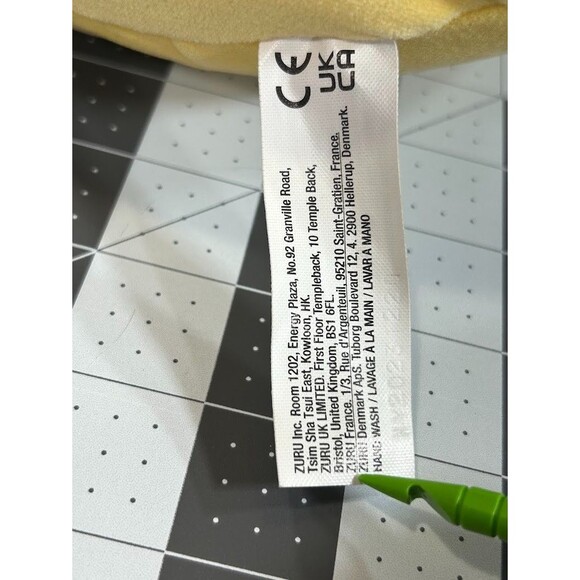 CE
UK
CA
ZURU Inc. Room 1202, Energy Plaza, No.92 Granville Road,
Tsim Sha Tsui East, Kowloon, HK.
ZURU UK LIMITED. First Floor Templeback, 10 Temple Back,
Bristol, United Kingdom, BS1 6FL.
ZURU France. 1/3, Rue d'Argenteuil, 95210 Saint-Gratien, France.
ZURU Denmark ApS. Tuborg Boulevard 12, 4. 2900 Hellerup, Denmark.
HAND WASH / LAVAGE À LA MAIN / LAVAR A MANO